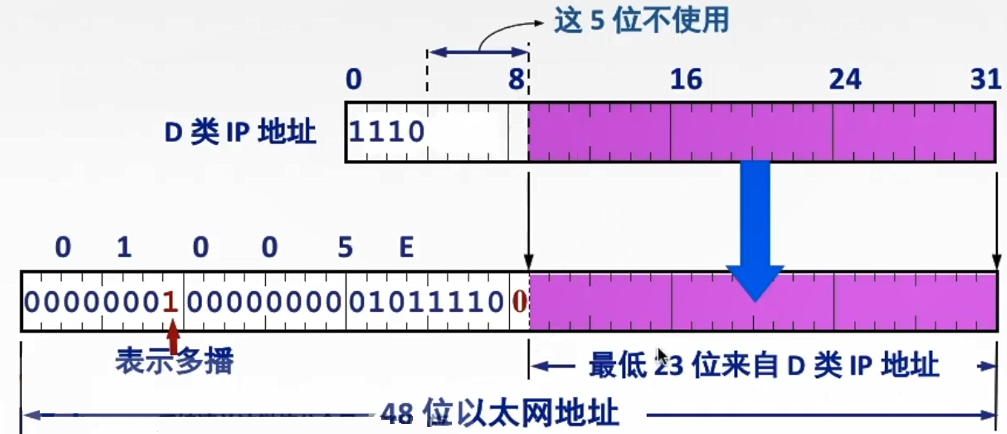 这 5 位不使用
0 8 16 24 31
D 类 IP 地址 1110
0 1 0 0 5 E
00000001 00000000 01011110 0
表示多播
最低 23 位来自 D 类 IP 地址
48 位以太网地址